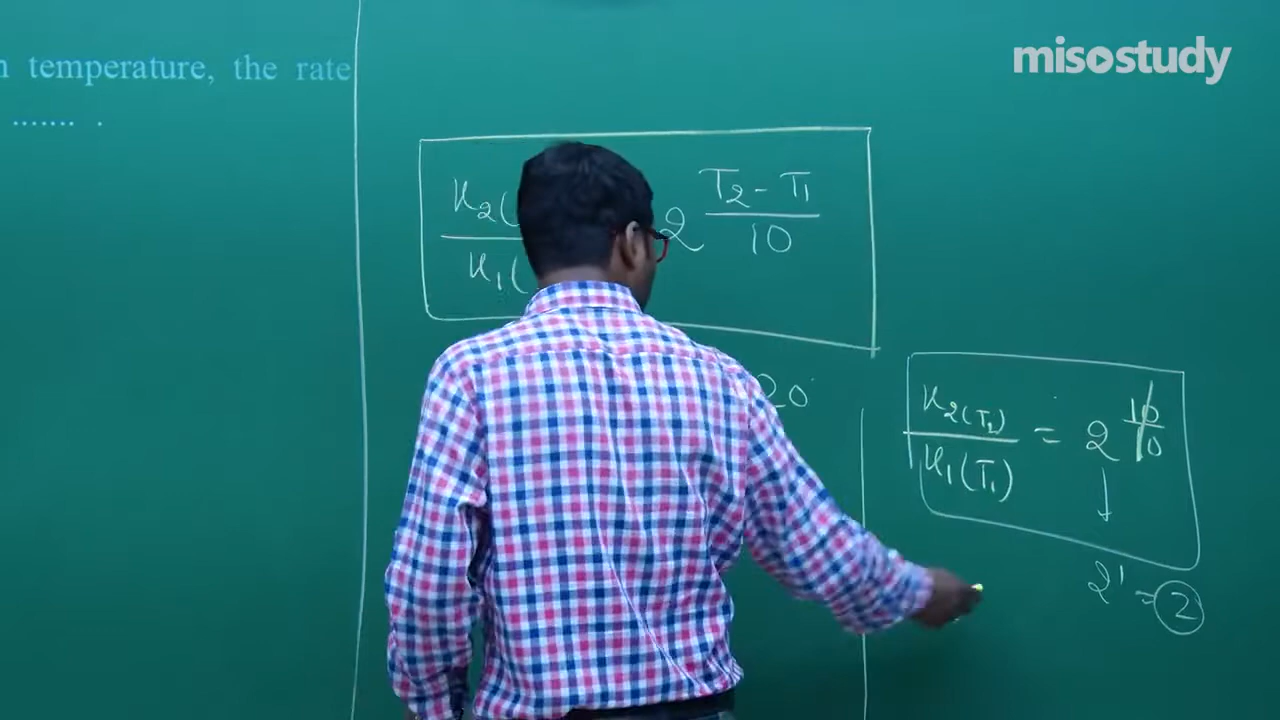 misostudy
temperature, the rate
....... .
K2(
K1(
2 T2 - T1
10
20
K2(T2)
K1(T1)
= 2 10
10
2¹ = 2